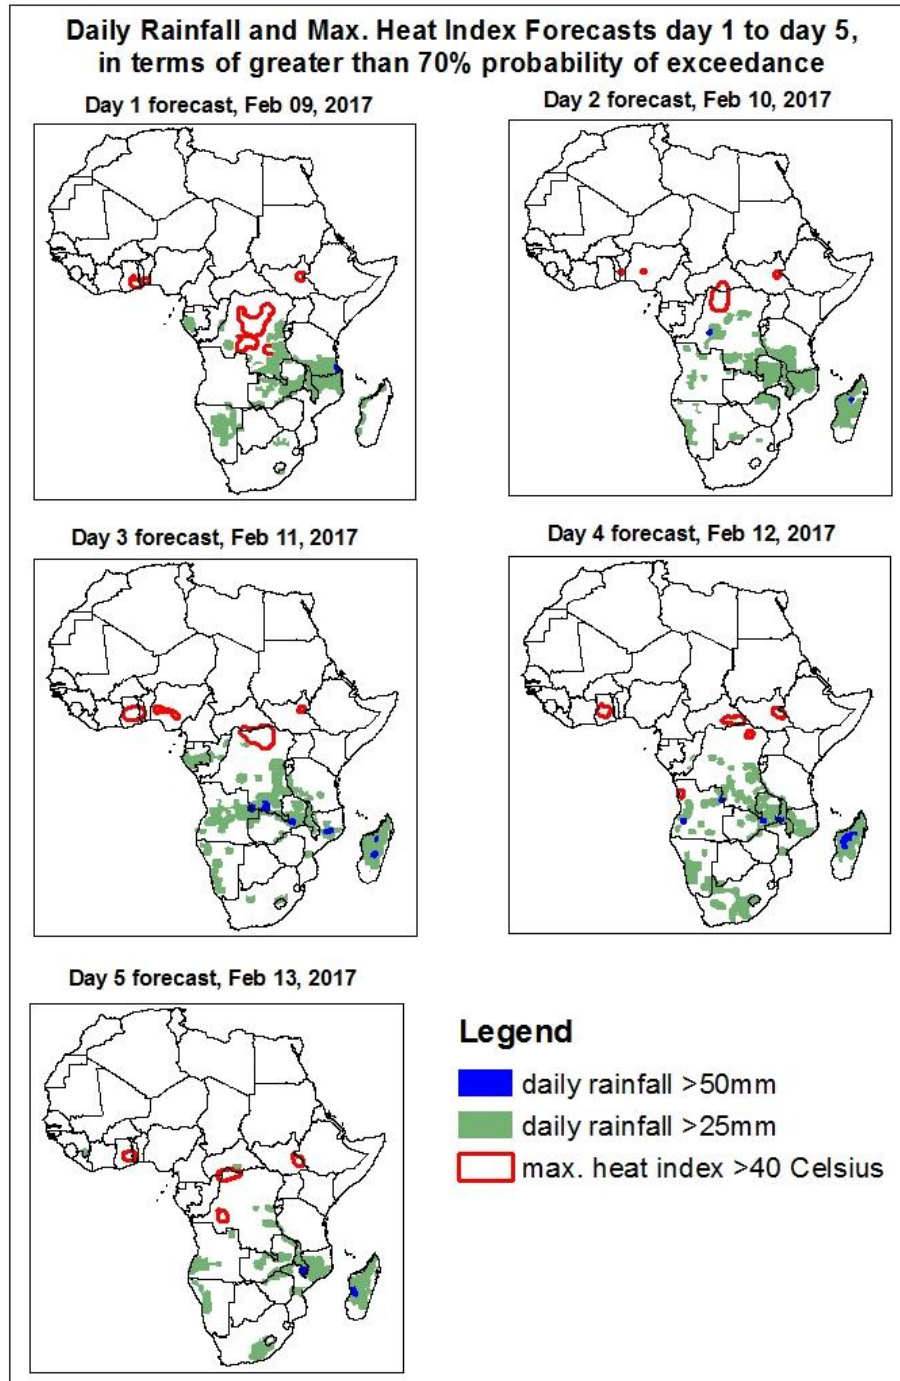 Daily Rainfall and Max. Heat Index Forecasts day 1 to day 5,
in terms of greater than 70% probability of exceedance
Day 1 forecast, Feb 09, 2017
Day 2 forecast, Feb 10, 2017
Day 3 forecast, Feb 11, 2017
Day 4 forecast, Feb 12, 2017
Day 5 forecast, Feb 13, 2017
Legend
daily rainfall >50mm
daily rainfall >25mm
max. heat index >40 Celsius